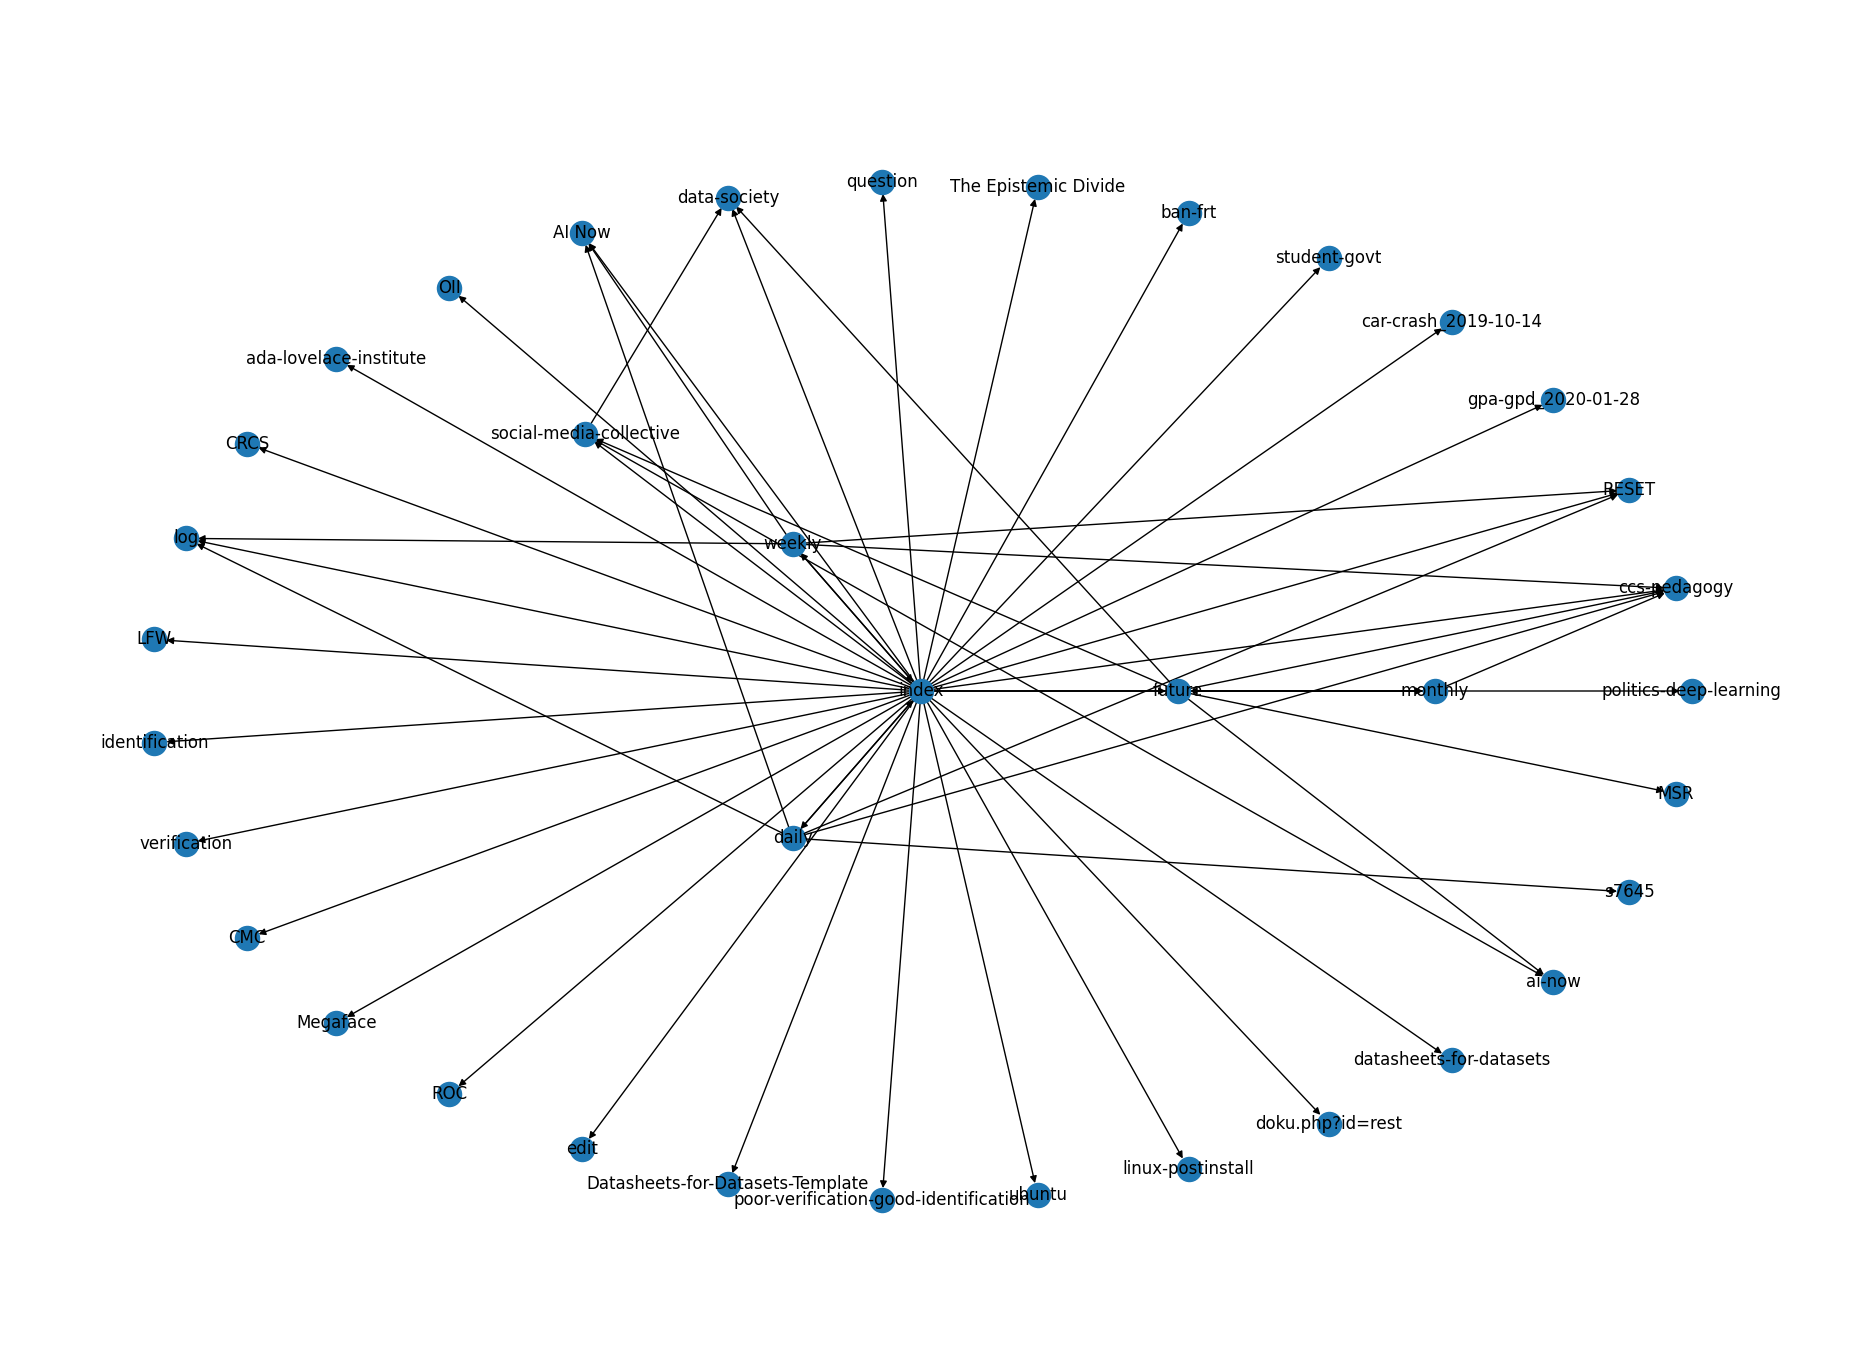 question
The Epistemic Divide
data-society
ban-frt
AI Now
student-govt
OII
car-crash_2019-10-14
ada-lovelace-institute
gpa-gpd_2020-01-28
social-media-collective
CRCS
RESET
log
weekly
ccs-pedagogy
LFW
index
future
monthly
politics-deep-learning
identification
MSR
verification
daily
s7645
CMC
ai-now
Megaface
datasheets-for-datasets
ROC
doku.php?id=rest
edit
linux-postinstall
Datasheets-for-Datasets-Template
poor-verification-good-identification
ubuntu